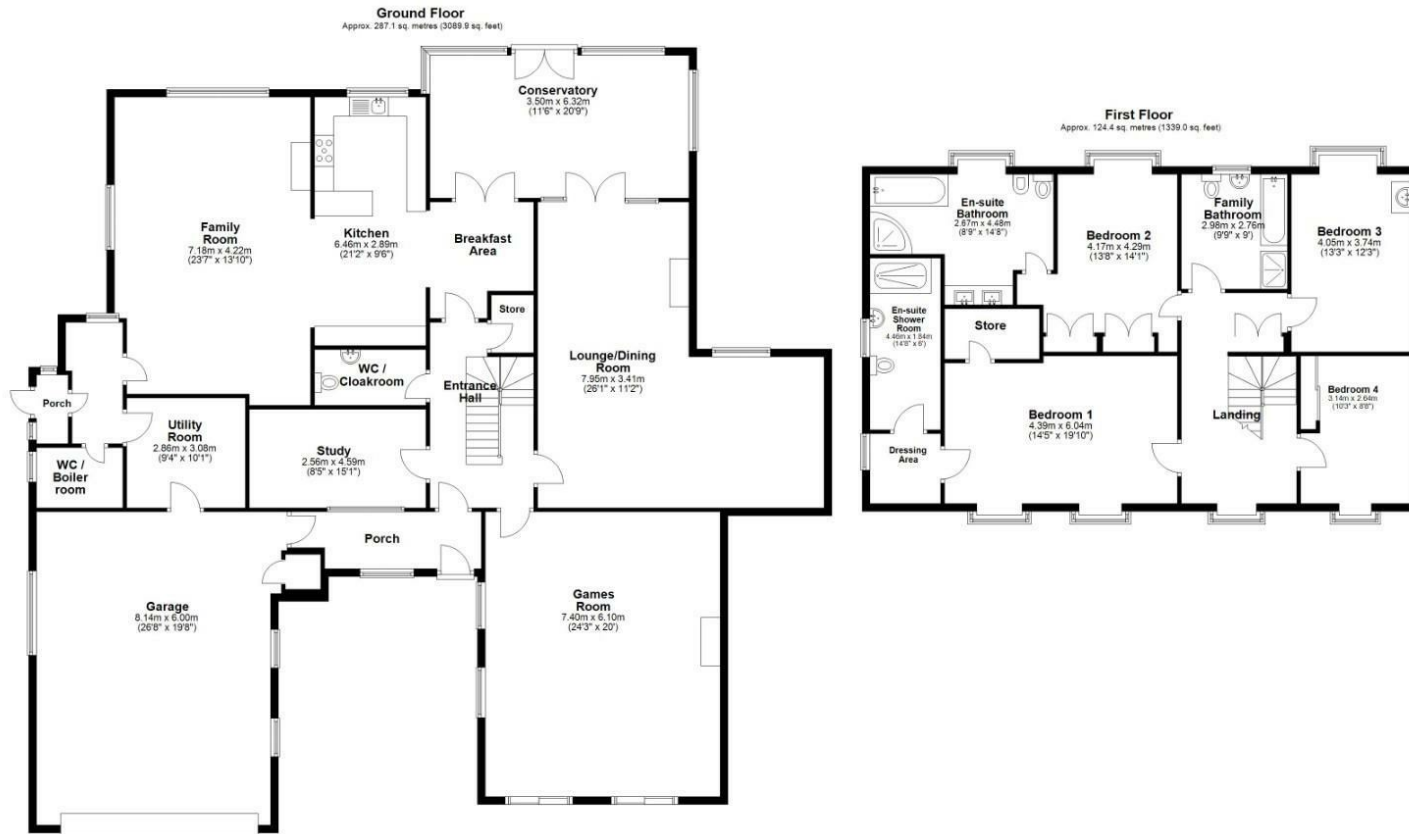 Ground Floor
Approx. 287.1 sq. metres (3089.9 sq. feet)
Conservatory
3.50m x 6.32m
(11'6" x 20'9")
Family
Room
7.18m x 4.22m
(23'7" x 13'10")
Kitchen
6.46m x 2.89m
(21'2" x 9'6")
Breakfast
Area
Store
Lounge/Dining
Room
7.95m x 3.41m
(26'1" x 11'2")
WC /
Cloakroom
Entrance
Hall
Porch
Utility
Room
2.86m x 3.08m
(9'4" x 10'1")
Study
2.56m x 4.59m
(8'5" x 15'1")
WC /
Boiler
room
Porch
Garage
8.14m x 6.00m
(26'8" x 19'8")
Games
Room
7.40m x 6.10m
(24'3" x 20')
First Floor
Approx. 124.4 sq. metres (1339.0 sq. feet)
En-suite
Bathroom
2.67m x 4.48m
(8'9" x 14'8")
Bedroom 2
4.17m x 4.29m
(13'8" x 14'1")
Family
Bathroom
2.98m x 2.76m
(9'9" x 9')
Bedroom 3
4.05m x 3.74m
(13'3" x 12'3")
En-suite
Shower
Room
4.46m x 1.84m
(14'8" x 6')
Store
Bedroom 1
4.39m x 6.04m
(14'5" x 19'10")
Landing
Bedroom 4
3.14m x 2.64m
(10'3" x 8'8")
Dressing
Area